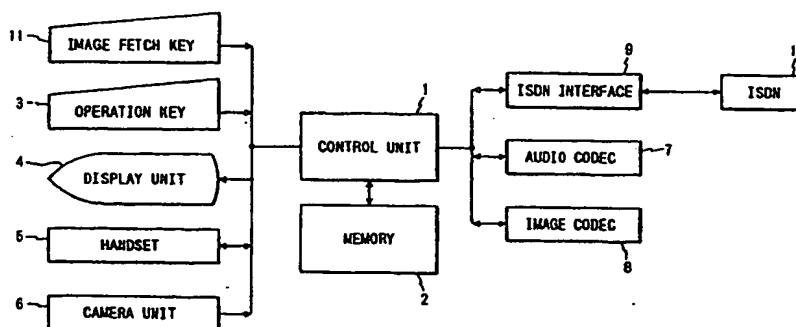 11 IMAGE FETCH KEY
3 OPERATION KEY
4 DISPLAY UNIT
5 HANDSET
6 CAMERA UNIT
1
CONTROL UNIT
MEMORY
2
9
ISDN INTERFACE
ISDN
AUDIO CODEC 7
IMAGE CODEC
8